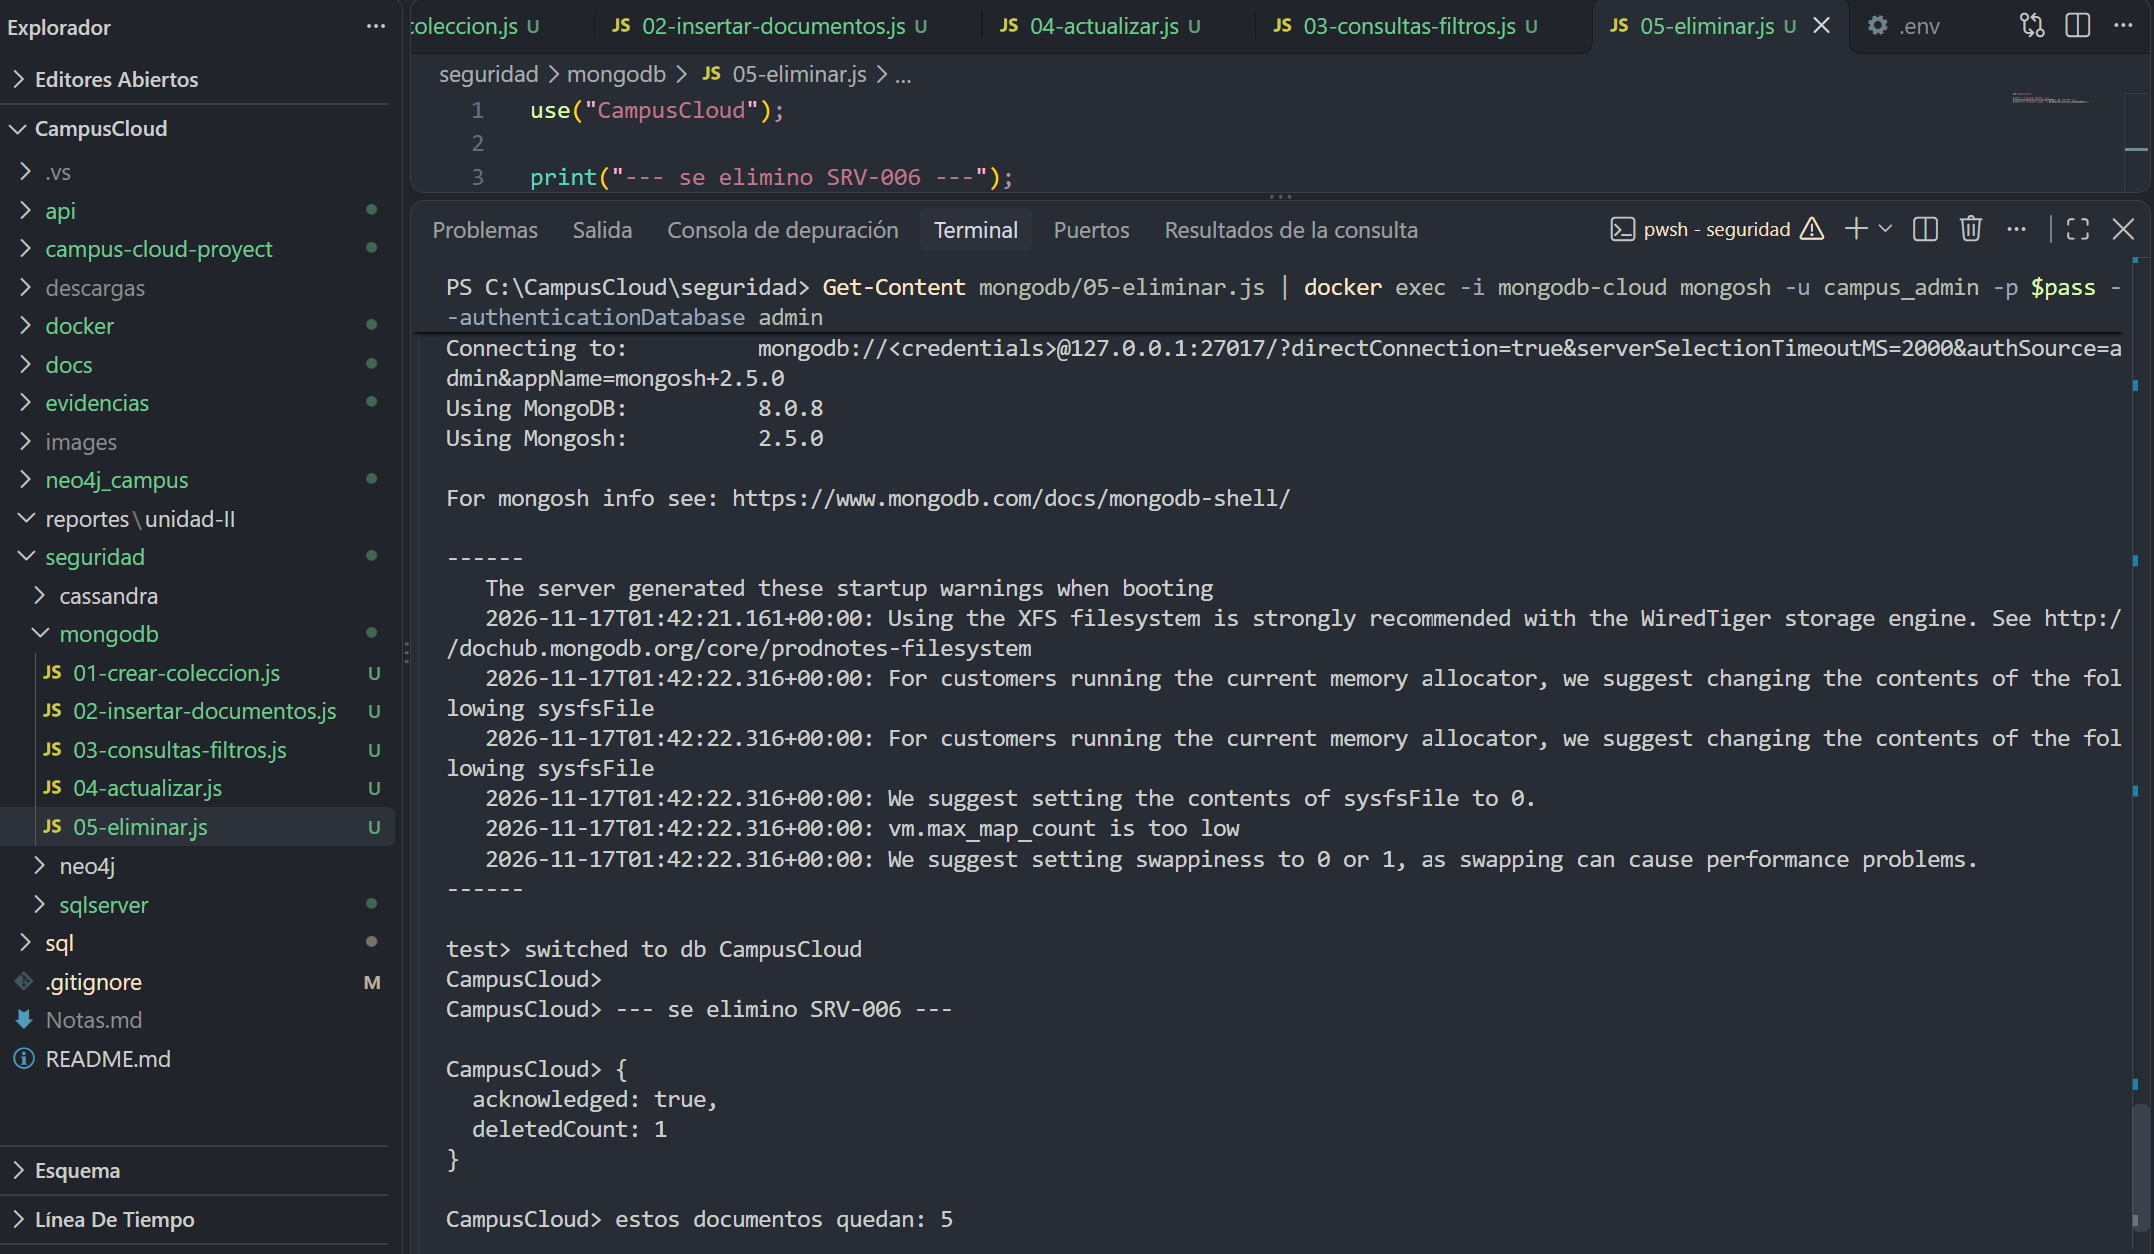 Explorador
Editores Abiertos
CampusCloud
.vs
api
campus-cloud-proyect
descargas
docker
docs
evidencias
images
neo4j_campus
reportes\unidad-II
seguridad
cassandra
mongodb
JS 01-crear-coleccion.js U
JS 02-insertar-documentos.js U
JS 03-consultas-filtros.js U
JS 04-actualizar.js U
JS 05-eliminar.js U
neo4j
sqlserver
sql
.gitignore M
Notas.md
README.md
Esquema
Línea De Tiempo
coleccion.js U JS 02-insertar-documentos.js U JS 04-actualizar.js U JS 03-consultas-filtros.js U JS 05-eliminar.js U .env
seguridad > mongodb > JS 05-eliminar.js > ...
1 use("CampusCloud");
2
3 print("--- se elimino SRV-006 ---");
Problemas Salida Consola de depuración Terminal Puertos Resultados de la consulta pwsh - seguridad
PS C:\CampusCloud\seguridad> Get-Content mongodb/05-eliminar.js | docker exec -i mongodb-cloud mongosh -u campus_admin -p $pass -
-authenticationDatabase admin
Connecting to: mongodb://<credentials>@127.0.0.1:27017/?directConnection=true&serverSelectionTimeoutMS=2000&authSource=a
dmin&appName=mongosh+2.5.0
Using MongoDB: 8.0.8
Using Mongosh: 2.5.0
For mongosh info see: https://www.mongodb.com/docs/mongodb-shell/
------
The server generated these startup warnings when booting
2026-11-17T01:42:21.161+00:00: Using the XFS filesystem is strongly recommended with the WiredTiger storage engine. See http:/
/dochub.mongodb.org/core/prodnotes-filesystem
2026-11-17T01:42:22.316+00:00: For customers running the current memory allocator, we suggest changing the contents of the fol
lowing sysfsFile
2026-11-17T01:42:22.316+00:00: For customers running the current memory allocator, we suggest changing the contents of the fol
lowing sysfsFile
2026-11-17T01:42:22.316+00:00: We suggest setting the contents of sysfsFile to 0.
2026-11-17T01:42:22.316+00:00: vm.max_map_count is too low
2026-11-17T01:42:22.316+00:00: We suggest setting swappiness to 0 or 1, as swapping can cause performance problems.
------
test> switched to db CampusCloud
CampusCloud>
CampusCloud> --- se elimino SRV-006 ---
CampusCloud> {
acknowledged: true,
deletedCount: 1
}
CampusCloud> estos documentos quedan: 5